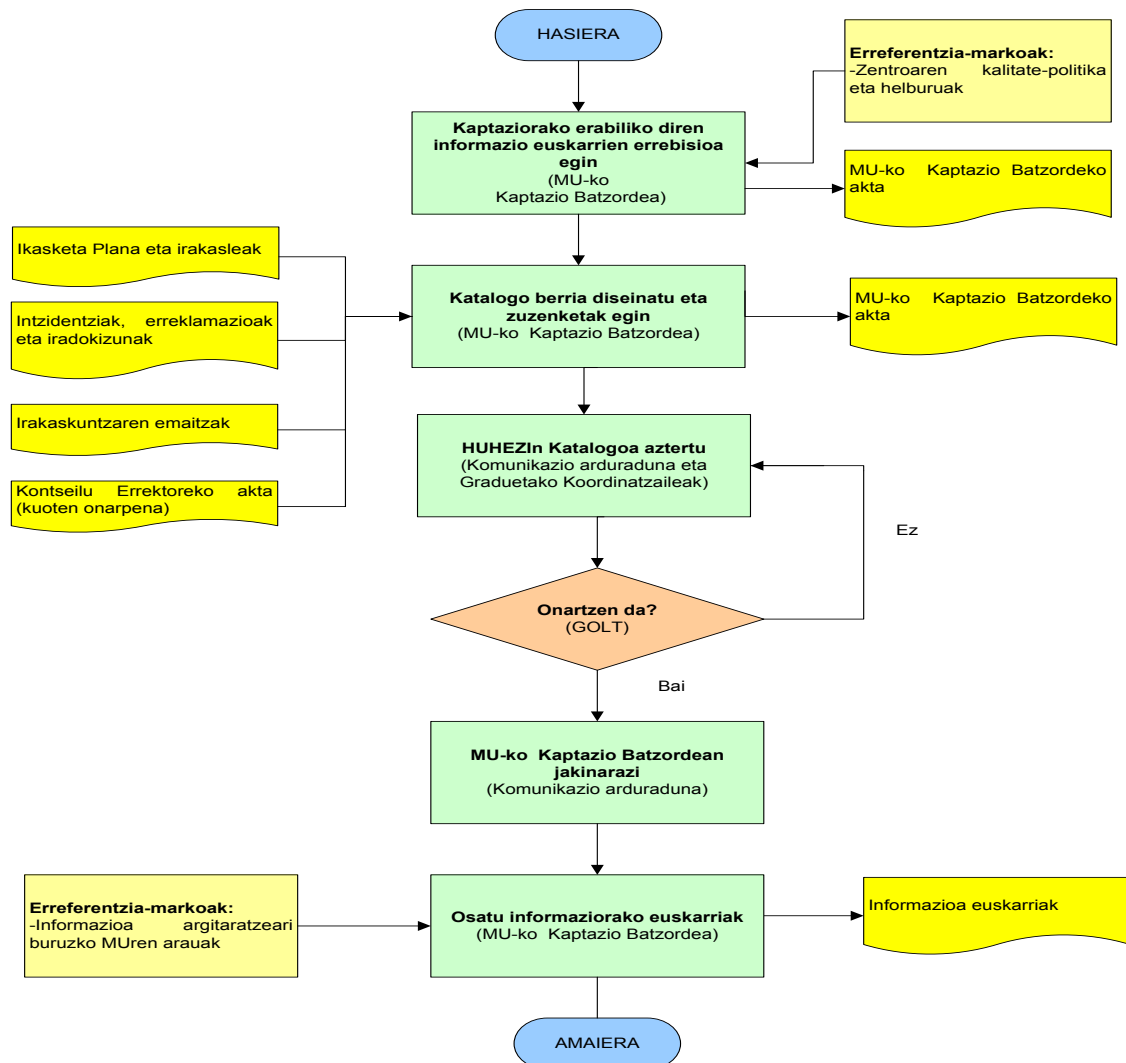 HASIERA
Erreferentzia-markoak:
-Zentroaren kalitate-politika
eta helburuak
Kaptaziorako erabiliko diren
informazio euskarrien errebisioa
egin
(MU-ko
Kaptazio Batzordea)
MU-ko Kaptazio Batzordeko
akta
Ikasketa Plana eta irakasleak
Intzidentziak, erreklamazioak
eta iradokizunak
Irakaskuntzaren emaitzak
Kontseilu Errektoreko akta
(kuoten onarpena)
Katalogo berria diseinatu eta
zuzenketak egin
(MU-ko Kaptazio Batzordea)
MU-ko Kaptazio Batzordeko
akta
HUHEZIn Katalogoa aztertu
(Komunikazio arduraduna eta
Graduetako Koordinatzaileak)
Ez
Onartzen da?
(GOLT)
Bai
MU-ko Kaptazio Batzordean
jakinarazi
(Komunikazio arduraduna)
Erreferentzia-markoak:
-Informazioa argitaratzeari
buruzko MUren arauak
Osatu informaziorako euskarriak
(MU-ko Kaptazio Batzordea)
Informazioa euskarriak
AMAIERA